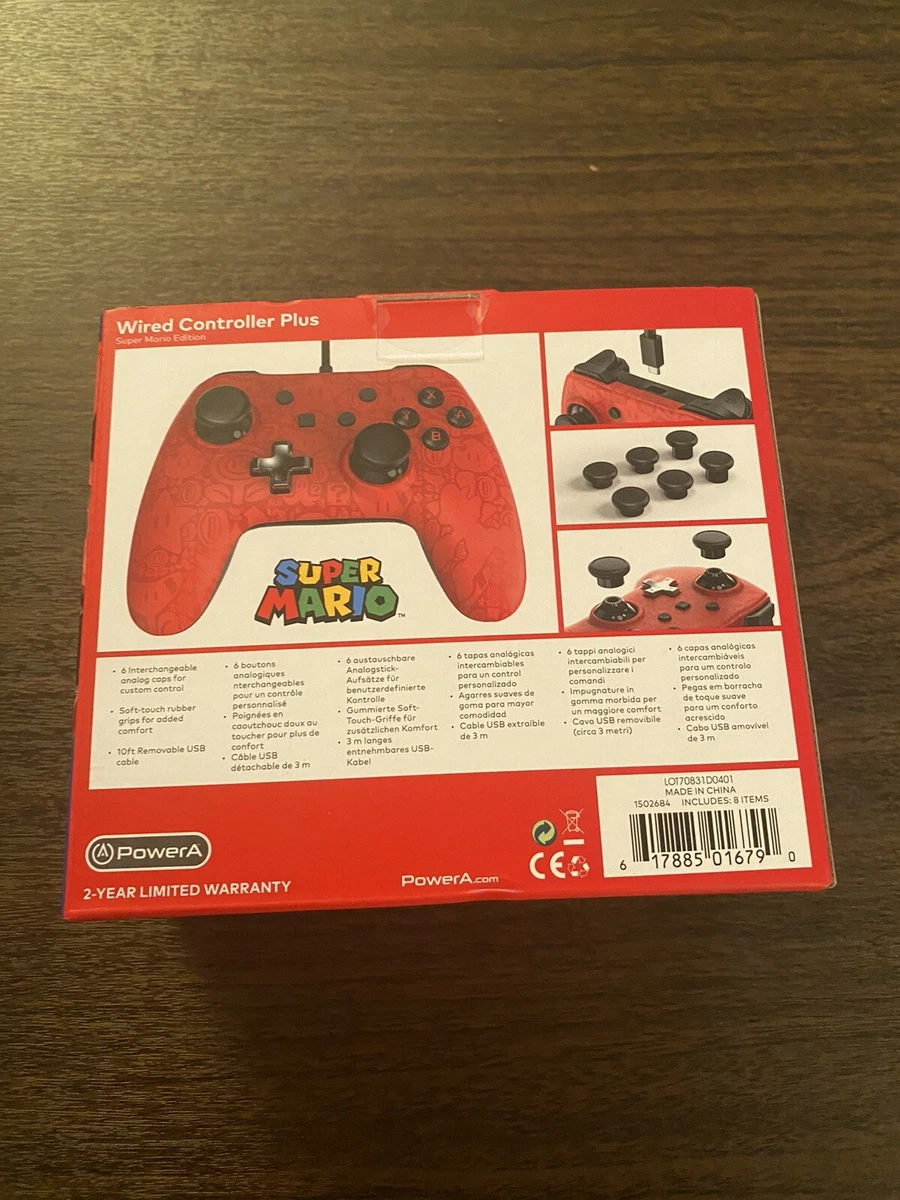 Wired Controller Plus
Super Mario Edition
X
Y
A
B
SUPER
MARIO™
• 6 Interchangeable
analog caps for
custom control
• Soft-touch rubber
grips for added
comfort
• 10ft Removable USB
cable
• 6 boutons
analogiques
nterchangeables
pour un contrôle
personnalisé
• Poignées en
caoutchouc doux au
toucher pour plus de
confort
• Câble USB
détachable de 3 m
• 6 austauschbare
Analogstick-
Aufsätze für
benutzerdefinierte
Kontrolle
• Gummierte Soft-
Touch-Griffe für
zusätzlichen Komfort
• 3 m langes
entnehmbares USB-
Kabel
• 6 tapas analógicas
intercambiables
para un control
personalizado
• Agarres suaves de
goma para mayor
comodidad
• Cable USB extraíble
de 3 m
• 6 tappi analogici
intercambiabili per
personalizzare i
comandi
• Impugnature in
gomma morbida per
un maggiore comfort
• Cavo USB removibile
(circa 3 metri)
• 6 capas analógicas
intercambiáveis
para um controlo
personalizado
• Pegas em borracha
de toque suave
para um conforto
acrescido
• Cabo USB amovível
de 3 m
LOT70831D0401
MADE IN CHINA
1502684 INCLUDES: 8 ITEMS
6 17885 01679 0
PowerA
2-YEAR LIMITED WARRANTY
PowerA.com
CE